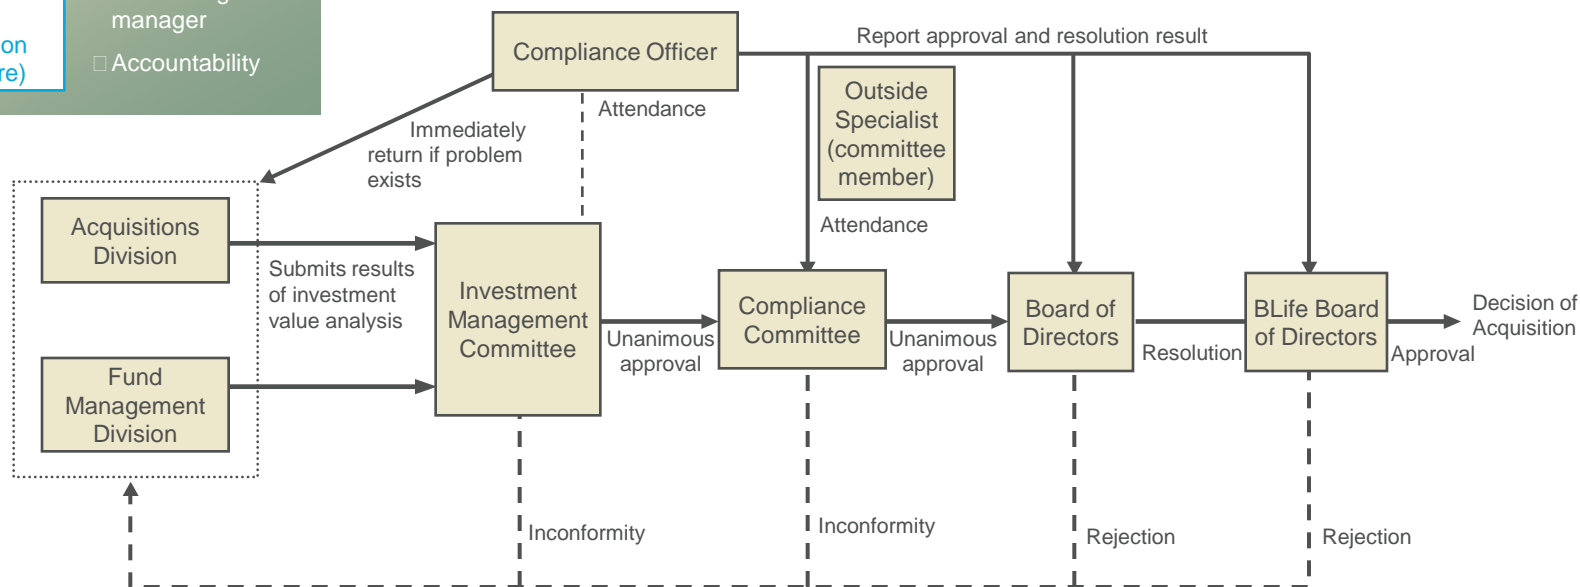 manager
on
re)
Accountability
Compliance Officer
Report approval and resolution result
Attendance
Outside
Specialist
(committee
member)
Immediately
return if problem
exists
Attendance
Acquisitions
Division
Submits results
of investment
value analysis
Fund
Management
Division
Investment
Management
Committee
Unanimous
approval
Compliance
Committee
Unanimous
approval
Board of
Directors
Resolution
BLife Board
of Directors
Approval
Decision of
Acquisition
Inconformity
Inconformity
Rejection
Rejection